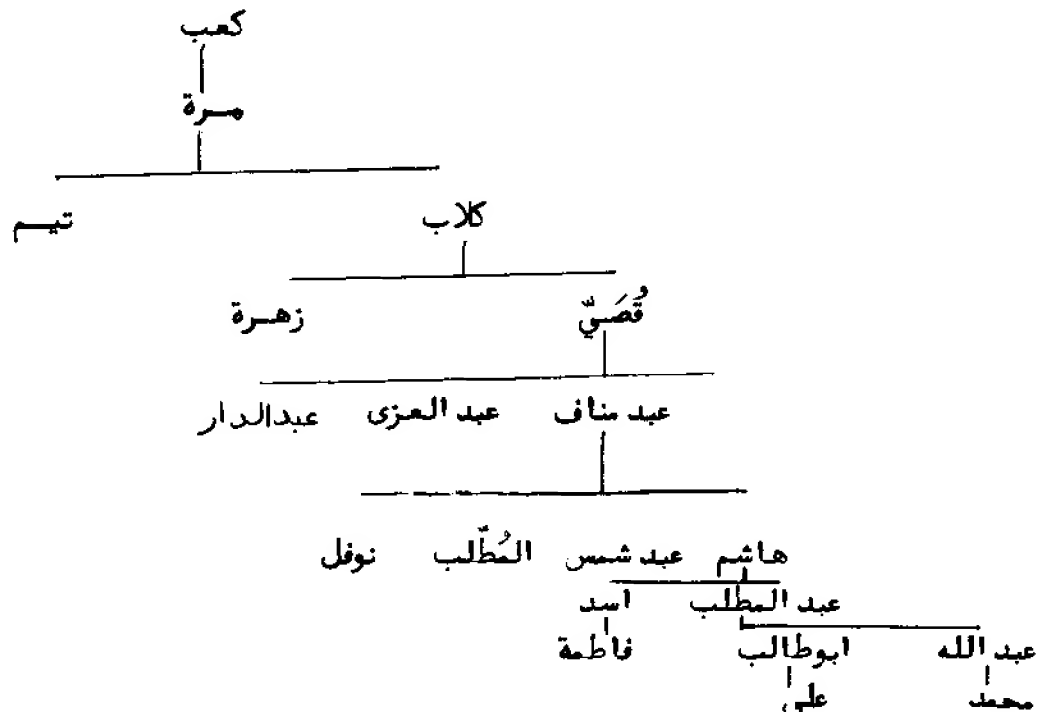 كعب
مرة
كلاب تيم
قُصَيّ زهرة
عبد مناف عبد العزى عبدالدار
هاشم عبد شمس المُطّلب نوفل
عبد المطلب اسد
عبد الله ابوطالب فاطمة
محمد على